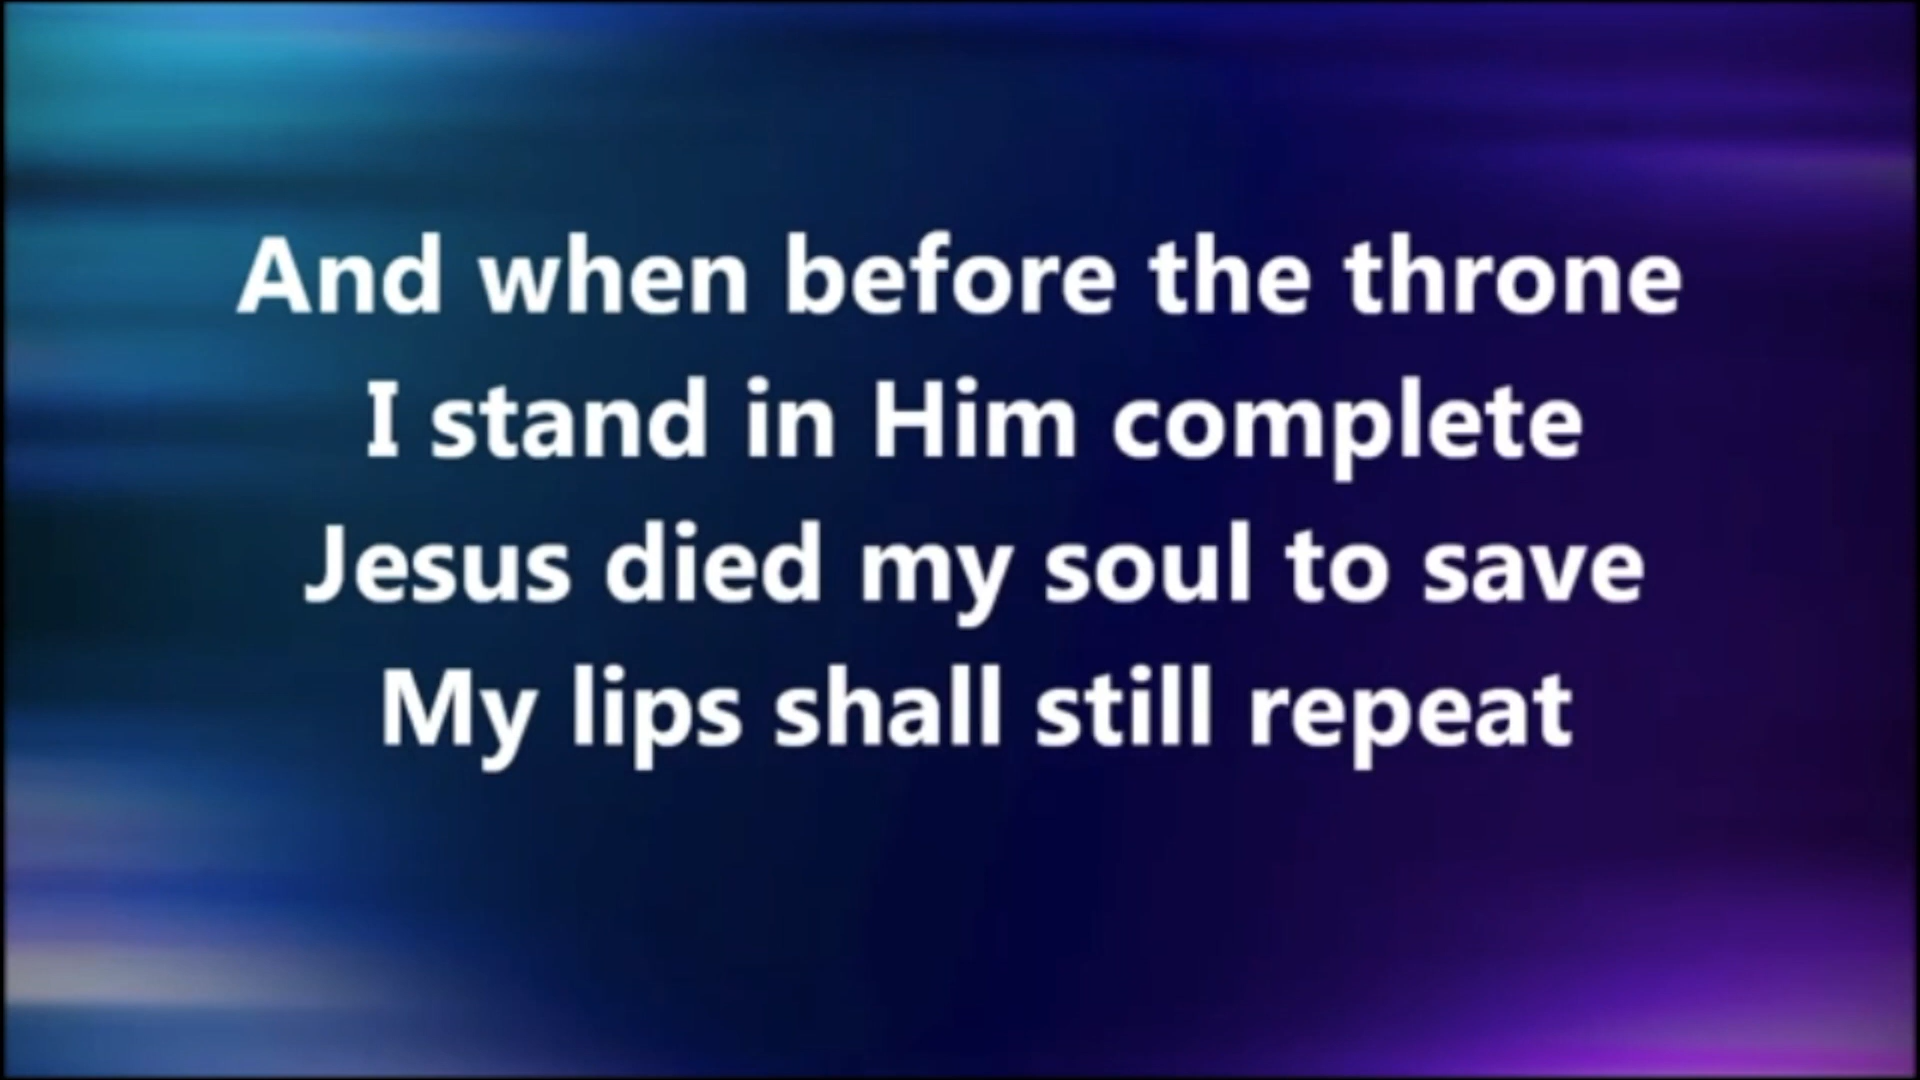 And when before the throne
I stand in Him complete
Jesus died my soul to save
My lips shall still repeat